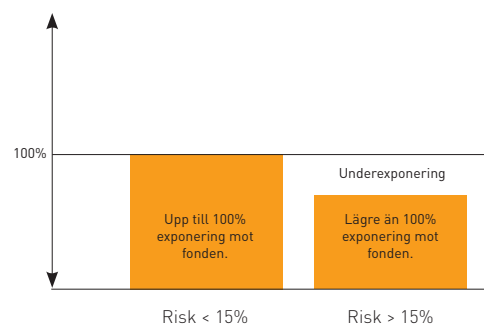 100%
Underexponering
Upp till 100%
exponering mot
fonden.
Lägre än 100%
exponering mot
fonden.
Risk < 15%
Risk > 15%